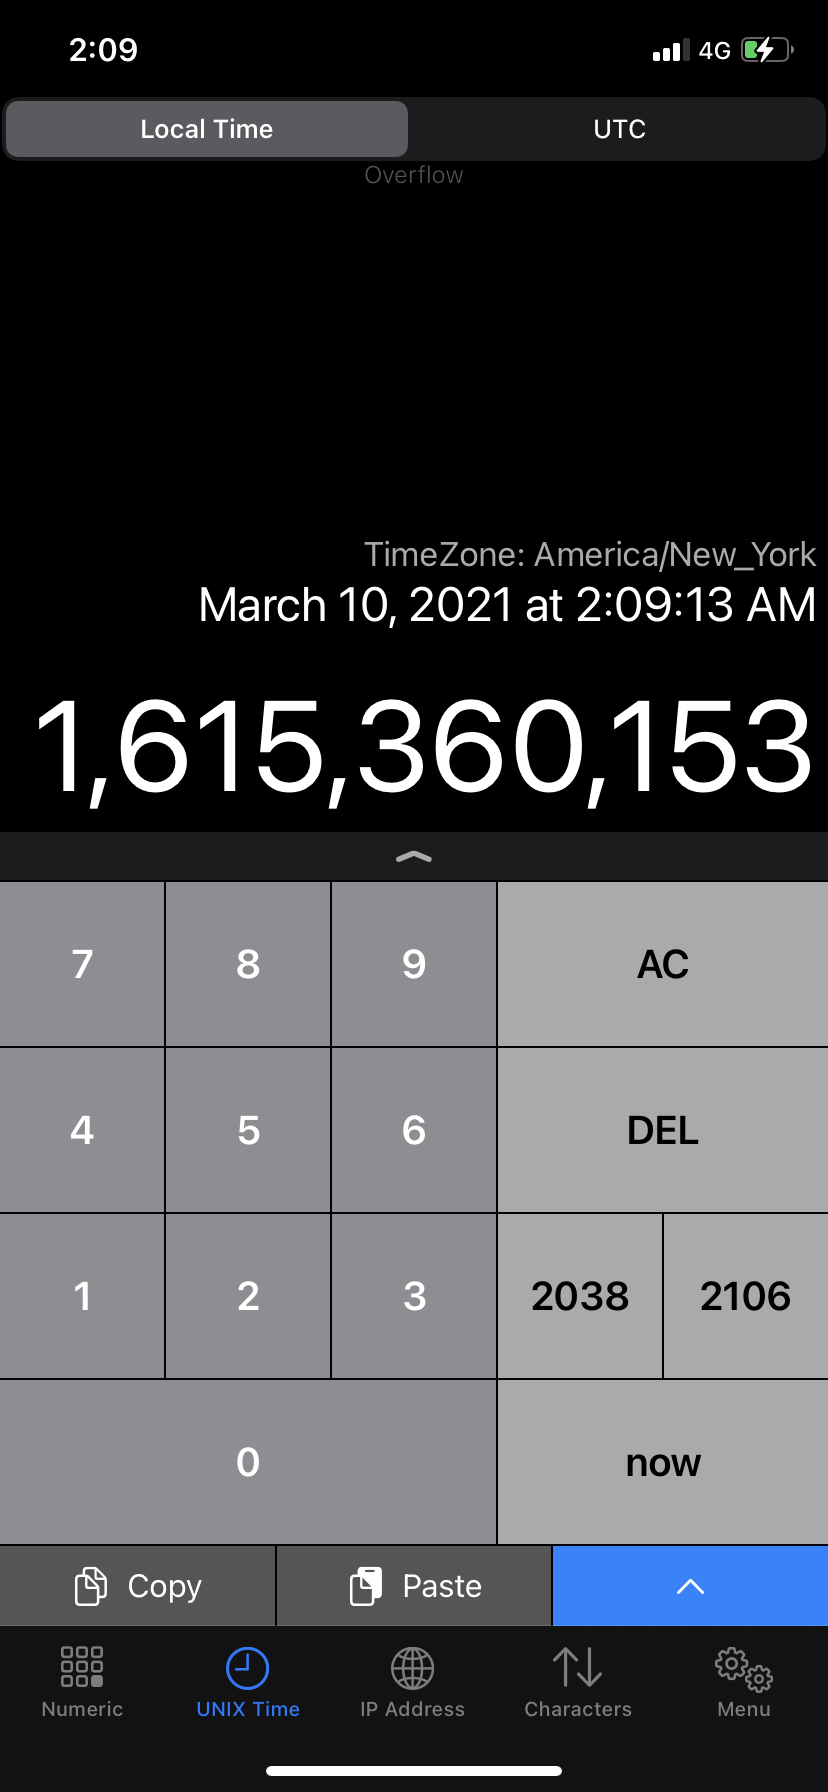 2:09 4G
Local Time UTC
Overflow
TimeZone: America/New_York
March 10, 2021 at 2:09:13 AM
1,615,360,153
7 8 9 AC
4 5 6 DEL
1 2 3 2038 2106
0 now
Copy Paste
Numeric UNIX Time IP Address Characters Menu